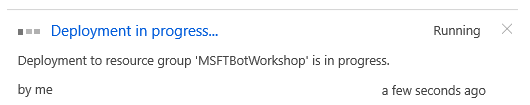 Deployment in progress... Running
Deployment to resource group 'MSFTBotWorkshop' is in progress.
by me a few seconds ago